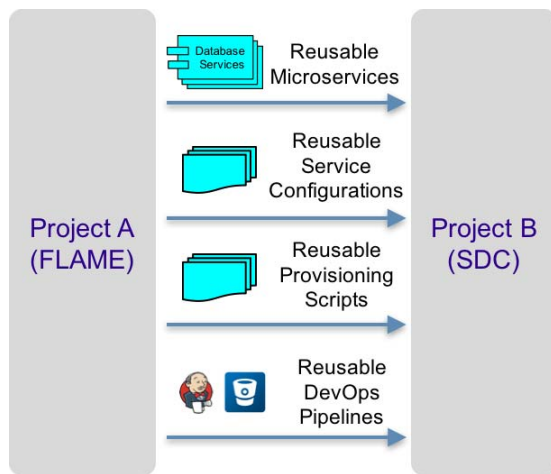 Database
Services
Reusable
Microservices
Reusable
Service
Configurations
Project A
(FLAME)
Project B
(SDC)
Reusable
Provisioning
Scripts
Reusable
DevOps
Pipelines